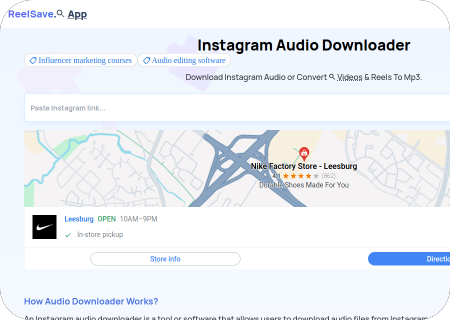 ReelSave. App
Instagram Audio Downloader
Influencer marketing courses Audio editing software
Download Instagram Audio or Convert Videos & Reels To Mp3.
Paste instagram link...
Nike Factory Store - Leesburg
4.1 (862)
Durable Shoes Made For You
Leesburg OPEN 10AM–9PM
In-store pickup
Store info
How Audio Downloader Works?
An Instagram audio downloader is a tool or software that allows users to download audio files from Instagram